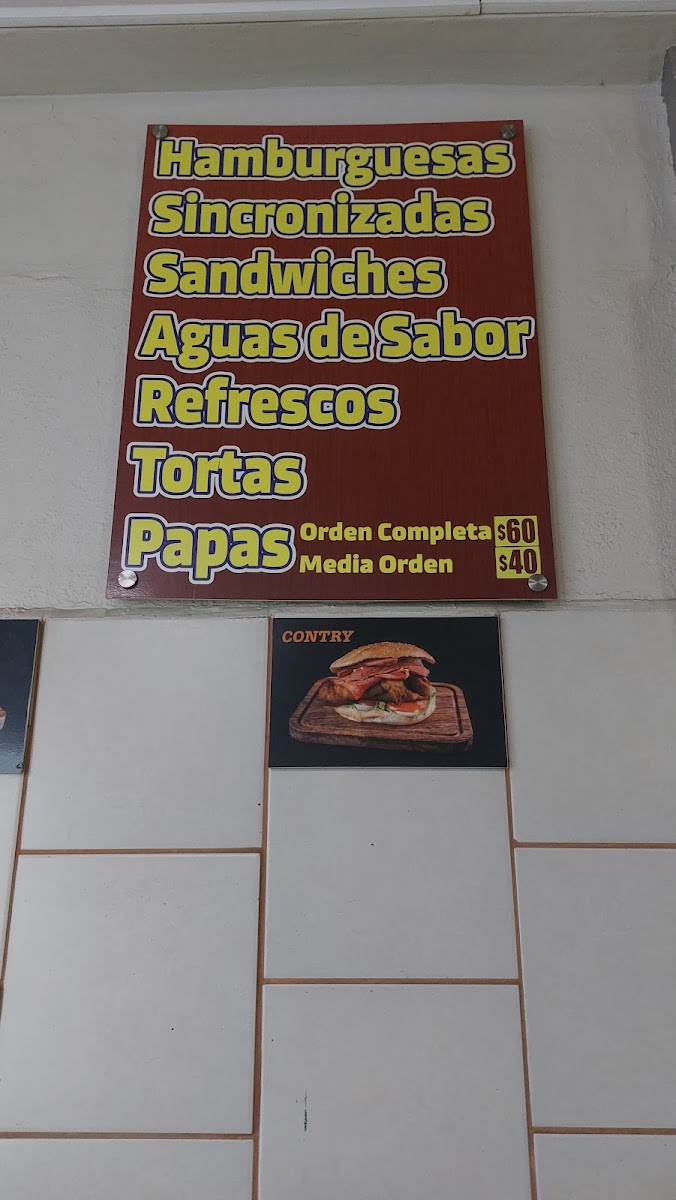 Hamburguesas
Sincronizadas
Sandwiches
Aguas de Sabor
Refrescos
Tortas
Papas Orden Completa $60
Media Orden $40
CONTRY